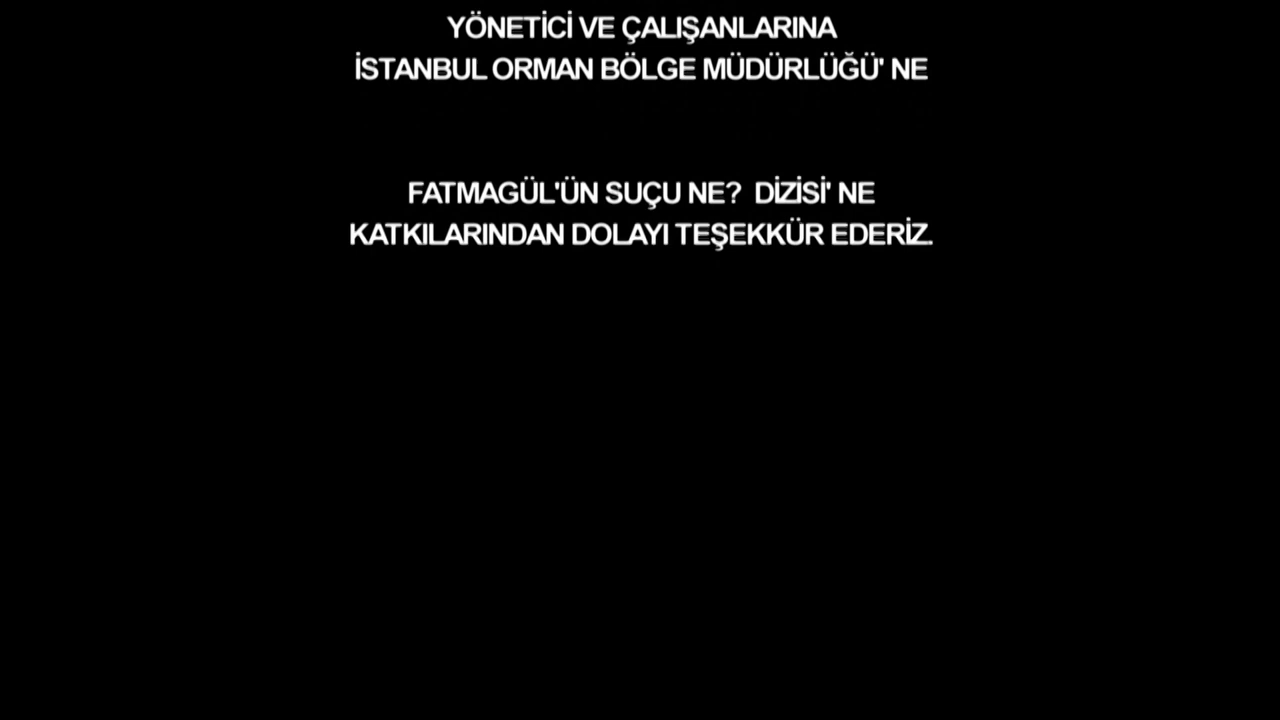 YÖNETİCİ VE ÇALIŞANLARINA
İSTANBUL ORMAN BÖLGE MÜDÜRLÜĞÜ' NE
FATMAGÜL'ÜN SUÇU NE?  DİZİSİ' NE
KATKILARINDAN DOLAYI TEŞEKKÜR EDERİZ.